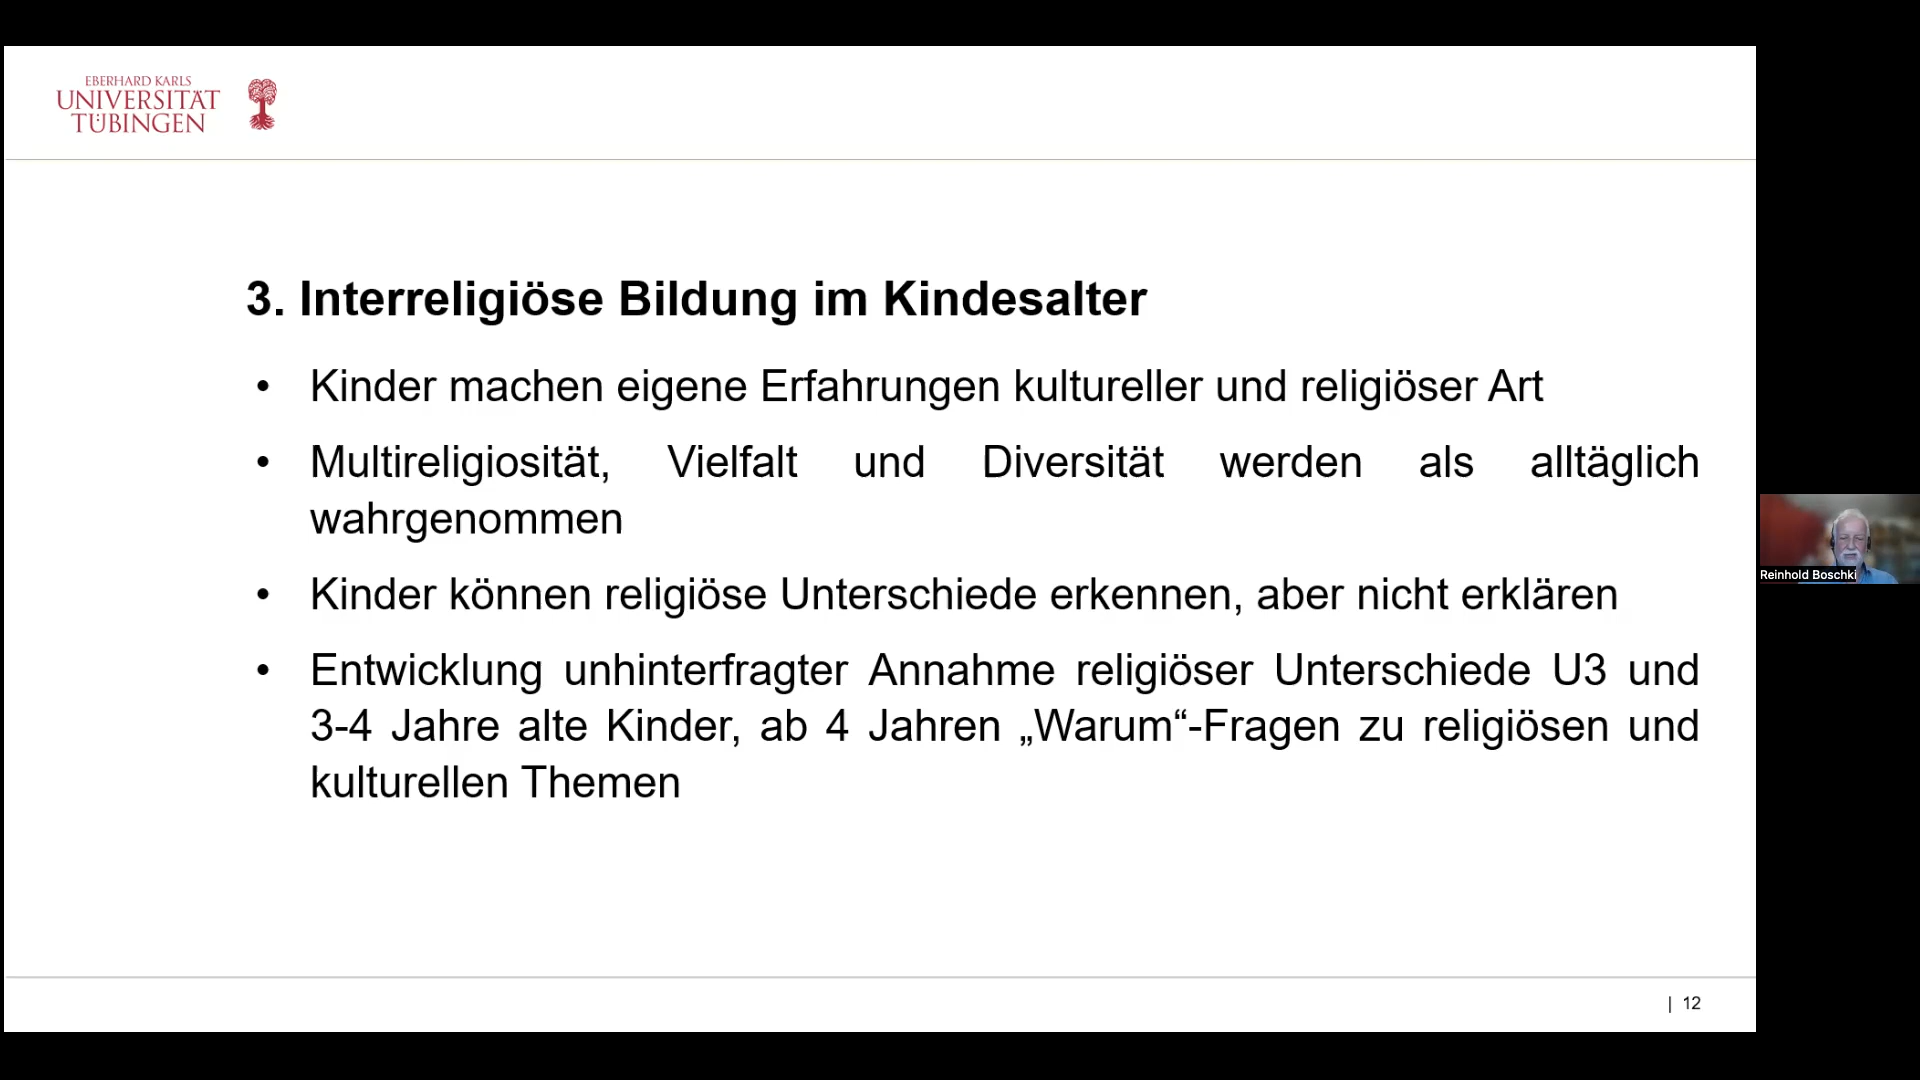 EBERHARD KARLS
UNIVERSITÄT
TÜBINGEN
3. Interreligiöse Bildung im Kindesalter
• Kinder machen eigene Erfahrungen kultureller und religiöser Art
• Multireligiosität, Vielfalt und Diversität werden als alltäglich
wahrgenommen
• Kinder können religiöse Unterschiede erkennen, aber nicht erklären
• Entwicklung unhinterfragter Annahme religiöser Unterschiede U3 und
3-4 Jahre alte Kinder, ab 4 Jahren „Warum“-Fragen zu religiösen und
kulturellen Themen
Reinhold Boschki
| 12